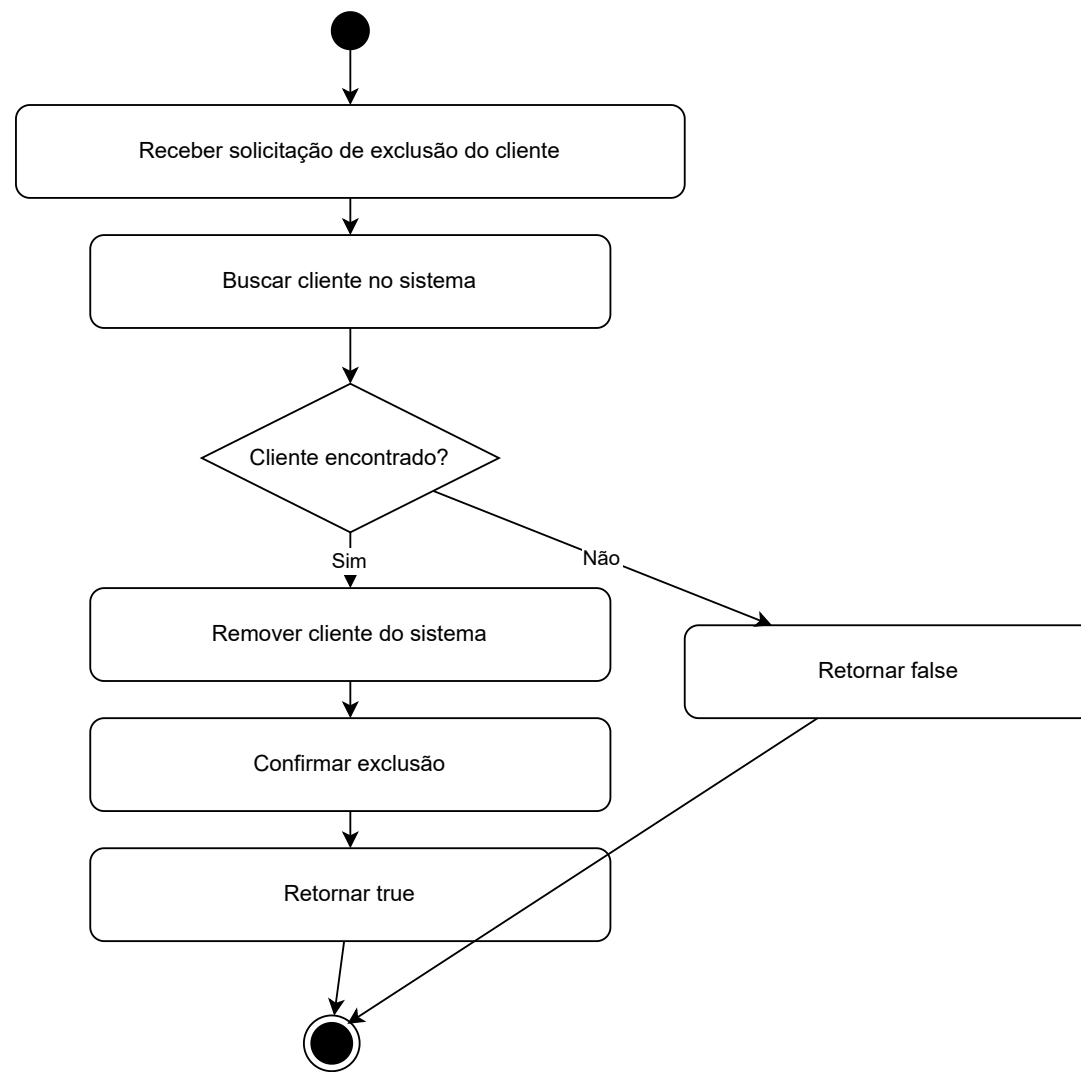 Receber solicitação de exclusão do cliente
Buscar cliente no sistema
Cliente encontrado?
Sim
Não
Remover cliente do sistema
Retornar false
Confirmar exclusão
Retornar true